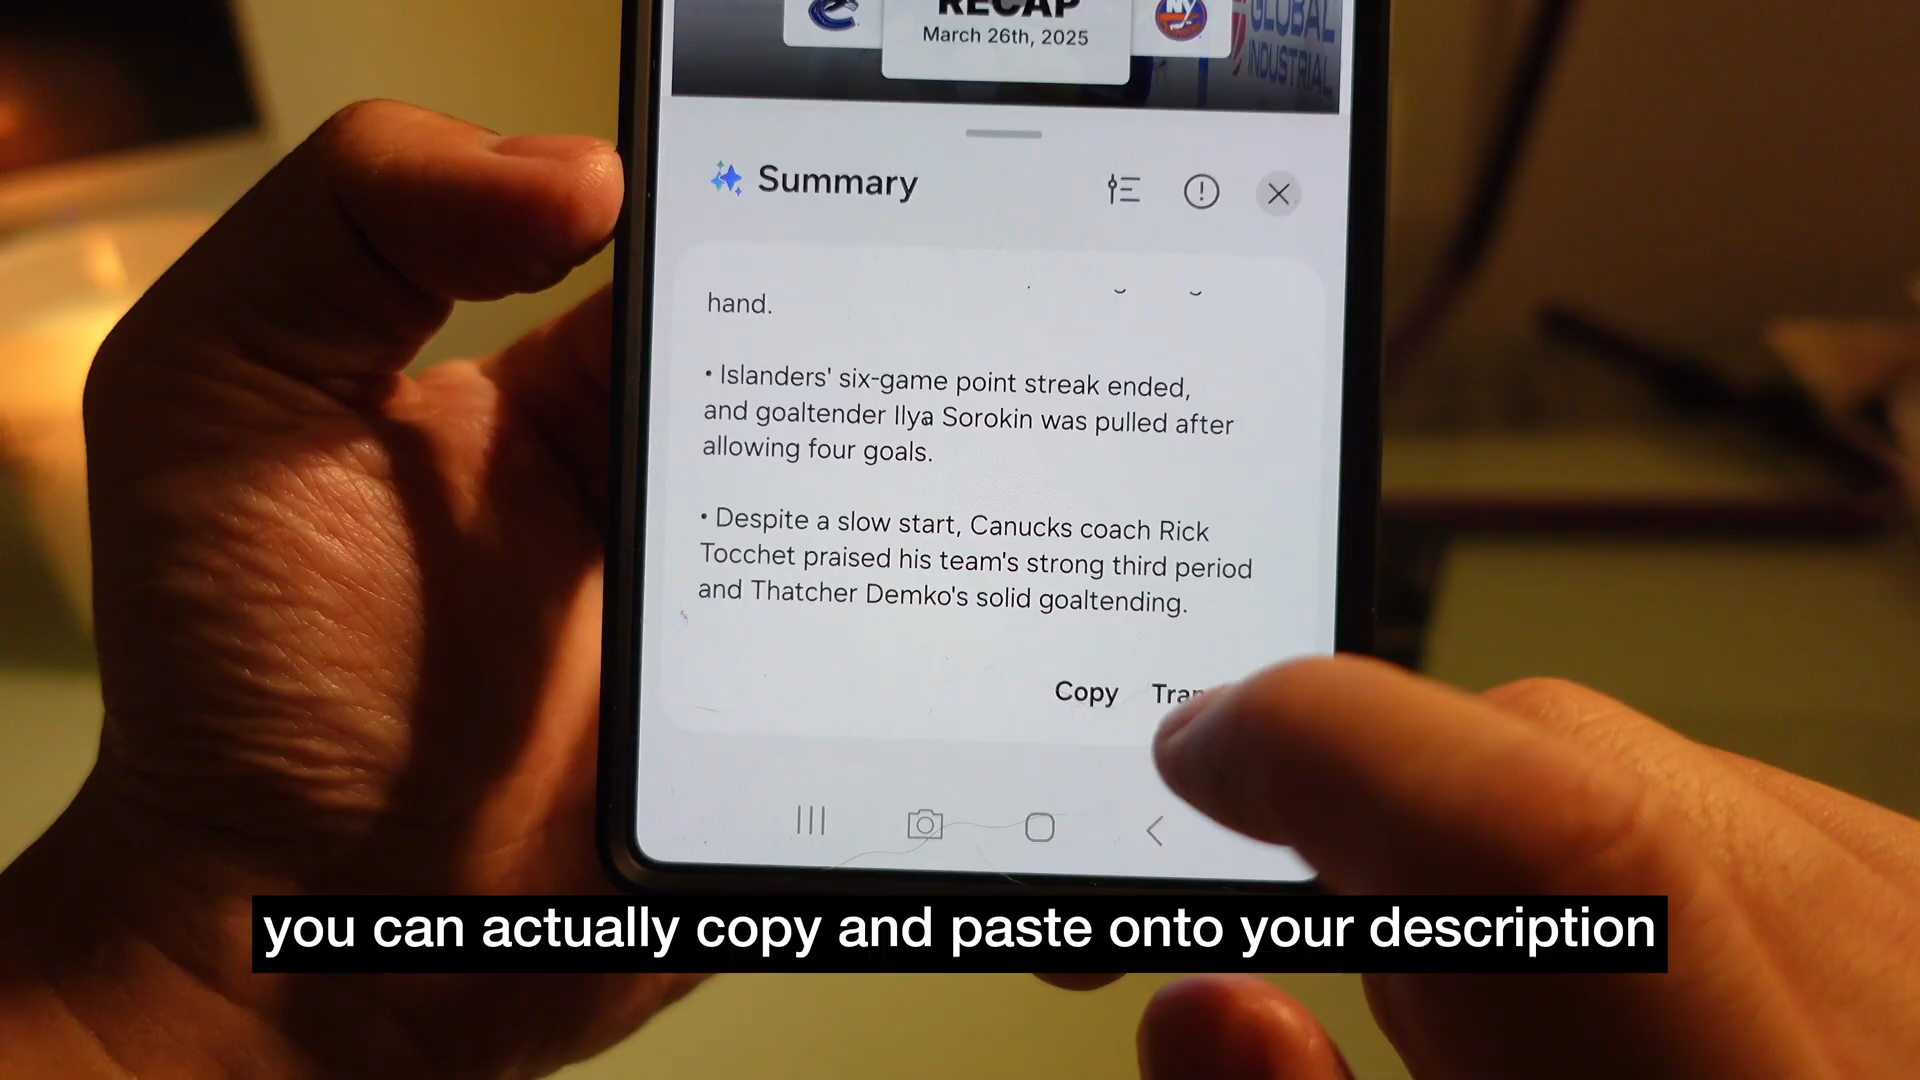 RECAP
March 26th, 2025
NY
GLOBAL
INDUSTRIAL
Summary
hand.
• Islanders' six-game point streak ended,
and goaltender Ilya Sorokin was pulled after
allowing four goals.
• Despite a slow start, Canucks coach Rick
Tocchet praised his team's strong third period
and Thatcher Demko's solid goaltending.
Copy
you can actually copy and paste onto your description